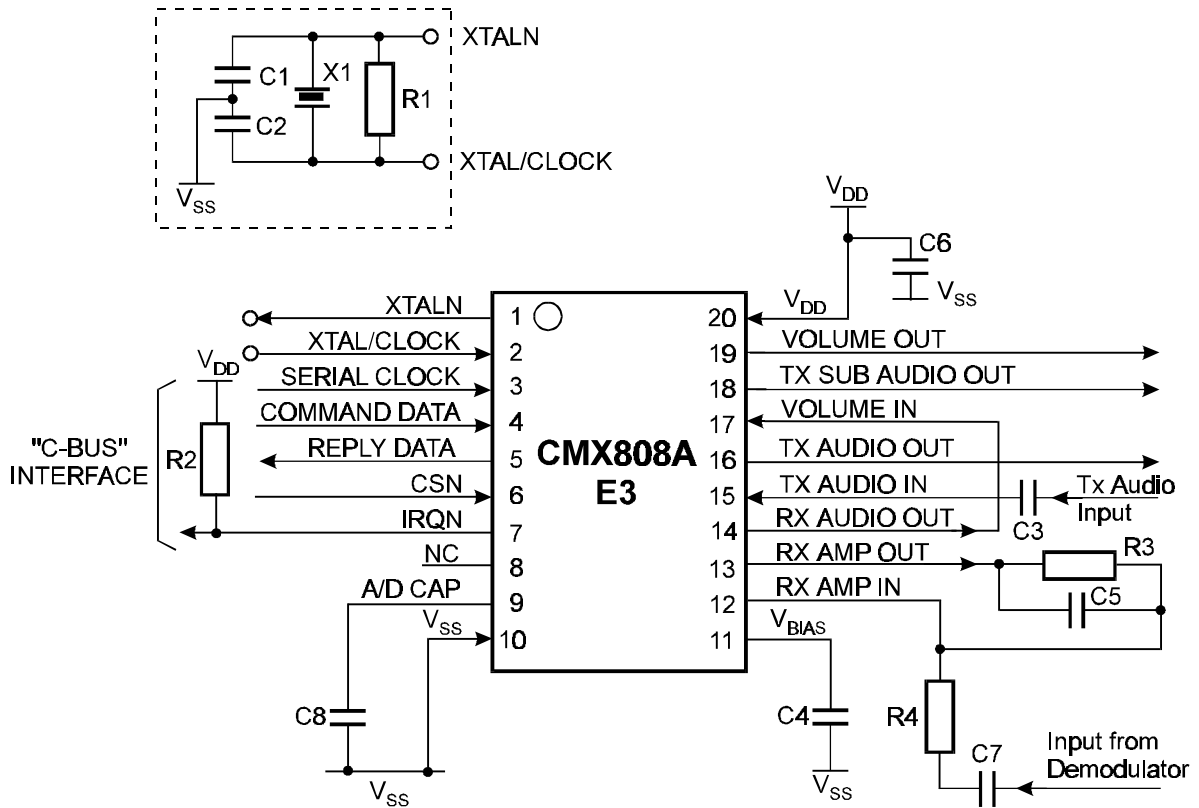 XTALN
C1
X1
R1
C2
XTAL/CLOCK
VSS
VDD
C6
VSS
XTALN
1
20
VDD
XTAL/CLOCK
2
19
VOLUME OUT
VDD
SERIAL CLOCK
3
18
TX SUB AUDIO OUT
COMMAND DATA
4
17
VOLUME IN
"C-BUS"
INTERFACE
R2
REPLY DATA
5
CMX808A
E3
16
TX AUDIO OUT
CSN
6
15
TX AUDIO IN
C3
Tx Audio
Input
IRQN
7
14
RX AUDIO OUT
NC
8
13
RX AMP OUT
R3
C5
A/D CAP
9
12
RX AMP IN
VSS
10
11
VBIAS
C8
VSS
C4
VSS
R4
C7
Input from
Demodulator